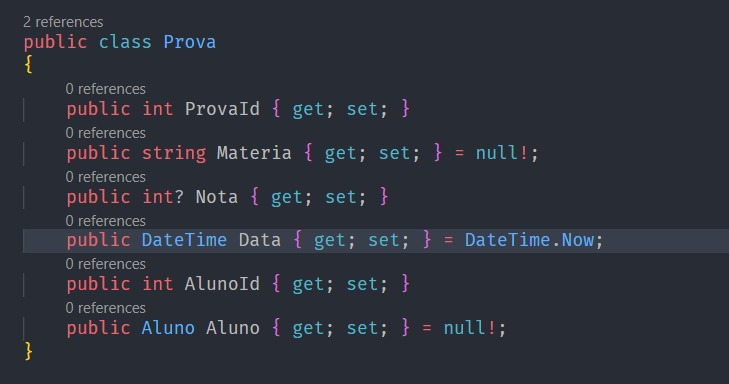 2 references
public class Prova
{
0 references
public int ProvaId { get; set; }
0 references
public string Materia { get; set; } = null!;
0 references
public int? Nota { get; set; }
0 references
public DateTime Data { get; set; } = DateTime.Now;
0 references
public int AlunoId { get; set; }
0 references
public Aluno Aluno { get; set; } = null!;
}